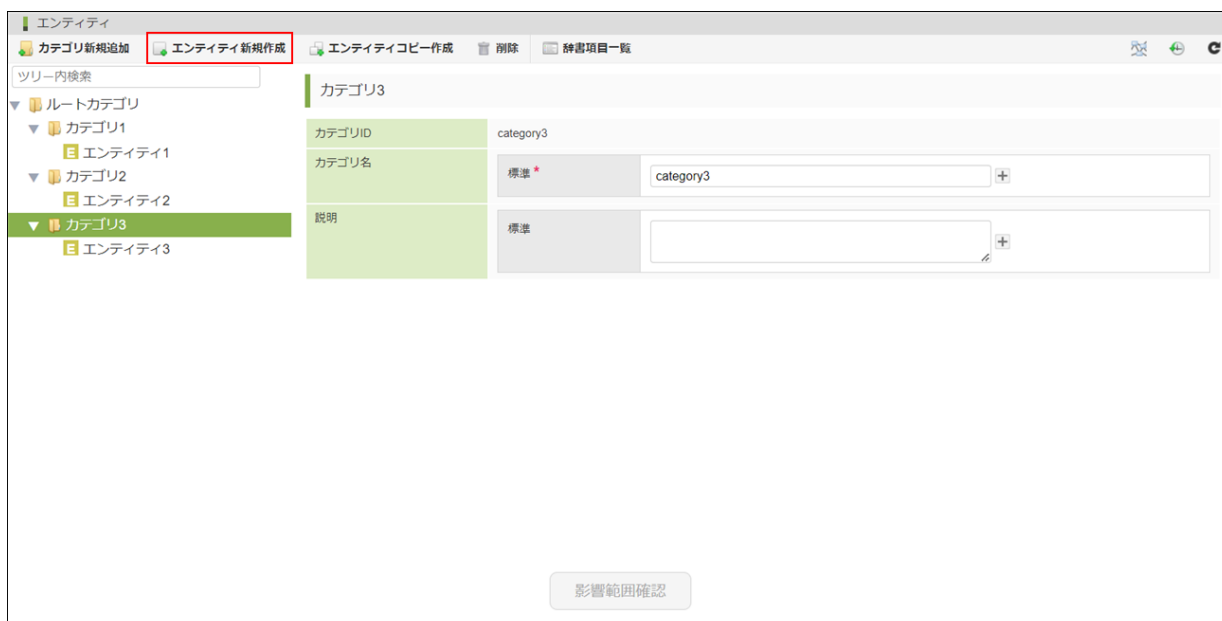 エンティティ
カテゴリ新規追加 エンティティ新規作成 エンティティコピー作成 削除 辞書項目一覧
ツリー内検索
ルートカテゴリ
カテゴリ1
エンティティ1
カテゴリ2
エンティティ2
カテゴリ3
エンティティ3
カテゴリ3
カテゴリID category3
カテゴリ名 標準 * category3
説明 標準
影響範囲確認